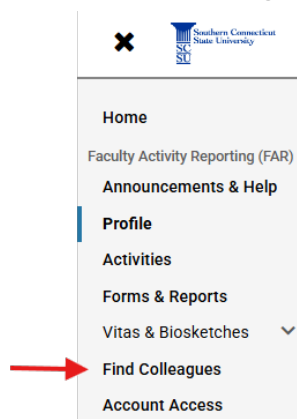 Southern Connecticut
State University
SC
SU
Home
Faculty Activity Reporting (FAR)
Announcements & Help
Profile
Activities
Forms & Reports
Vitas & Biosketches
Find Colleagues
Account Access